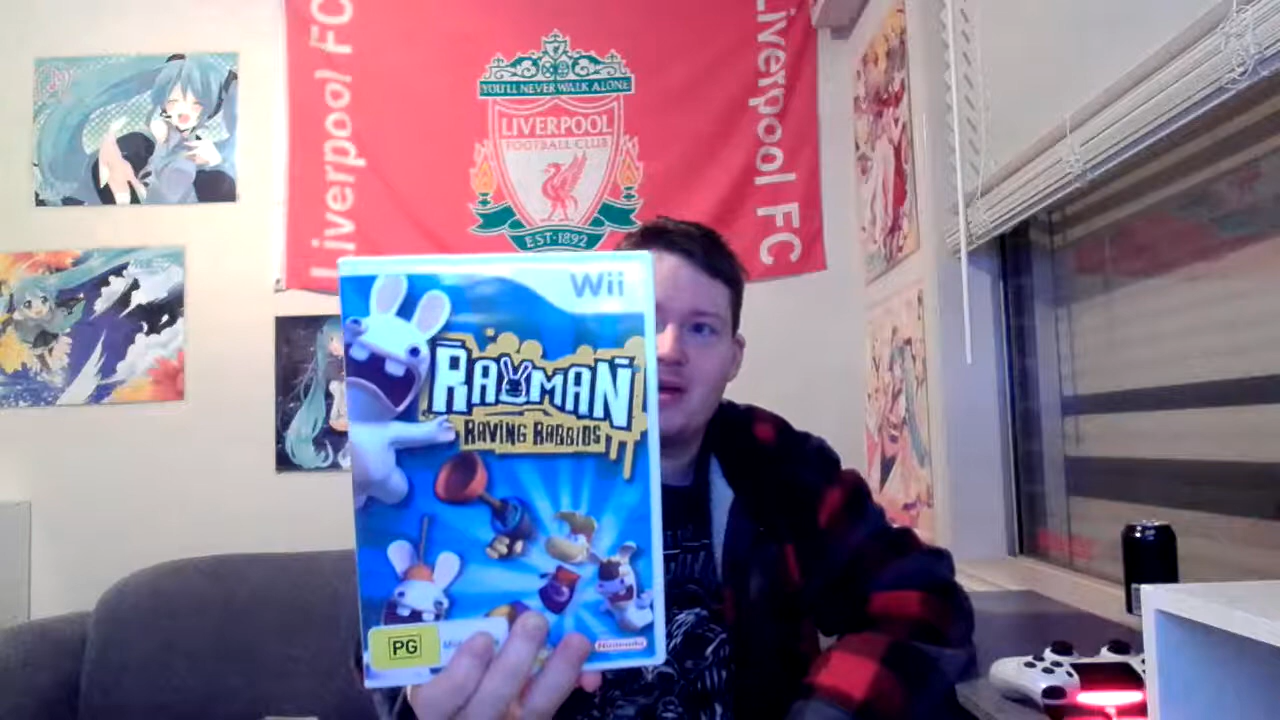 Liverpool FC
Liverpool FC
YOU'LL NEVER WALK ALONE
LIVERPOOL
FOOTBALL CLUB
EST·1892
Wii
RAYMAN
RAVING RABBIDS
PG
Nintendo